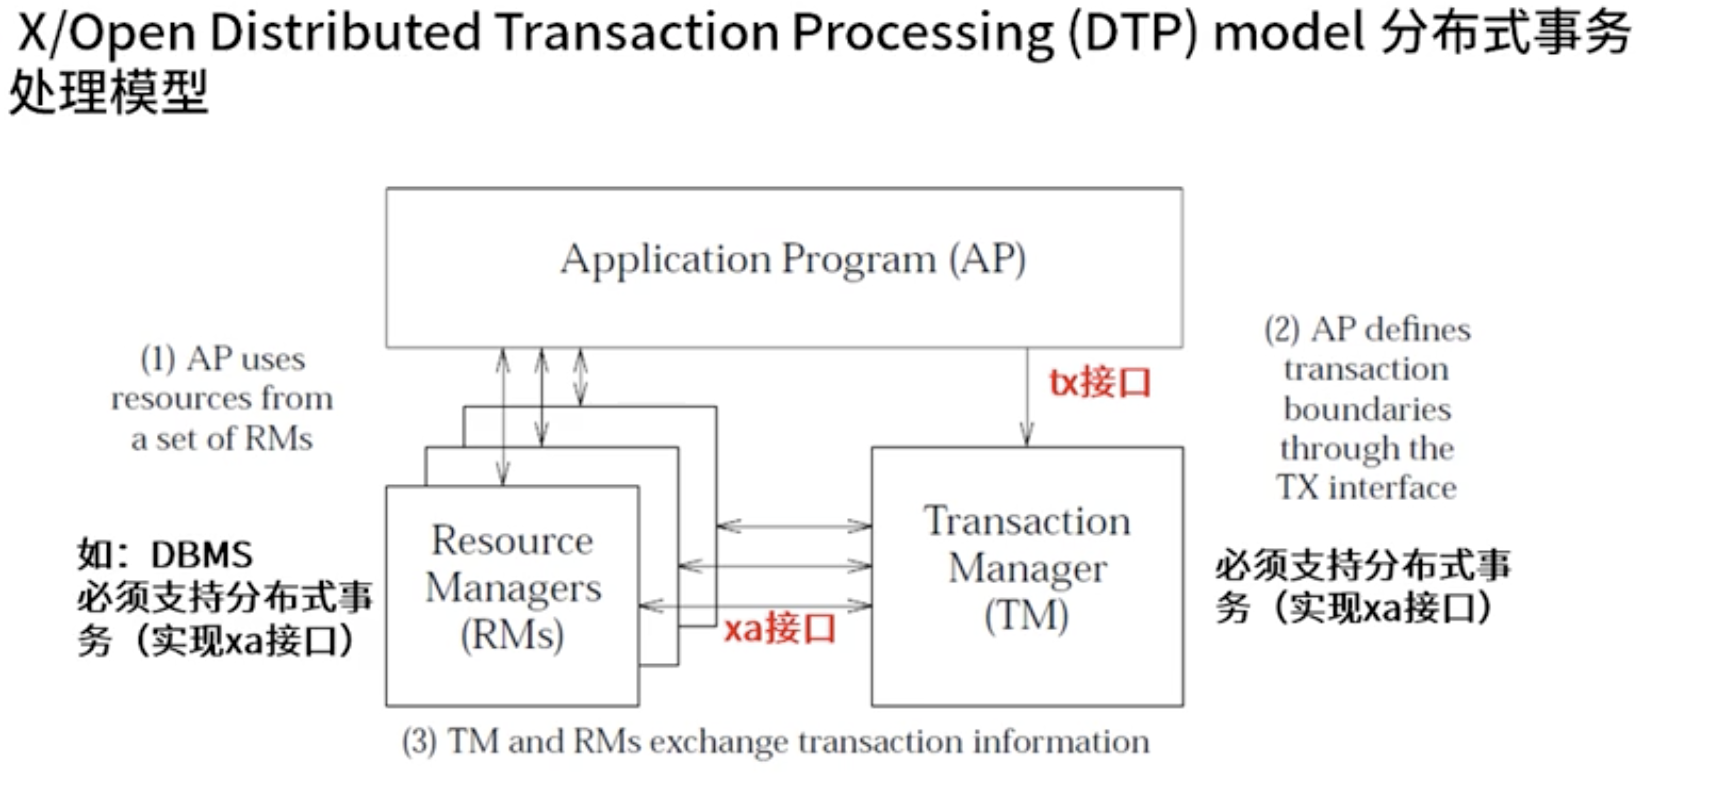 X/Open Distributed Transaction Processing (DTP) model 分布式事务
处理模型
Application Program (AP)
(1) AP uses
resources from
a set of RMs
tx接口
(2) AP defines
transaction
boundaries
through the
TX interface
如：DBMS
必须支持分布式事
务（实现xa接口）
Resource
Managers
(RMs)
xa接口
Transaction
Manager
(TM)
必须支持分布式事
务（实现xa接口）
(3) TM and RMs exchange transaction information